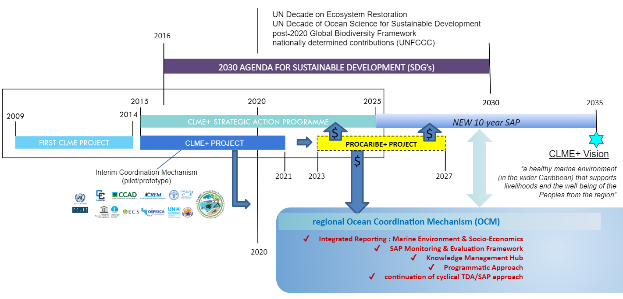 UN Decade on Ecosystem Restoration
UN Decade of Ocean Science for Sustainable Development
post-2020 Global Biodiversity Framework
nationally determined contributions (UNFCCC)
2016
2030 AGENDA FOR SUSTAINABLE DEVELOPMENT (SDG's)
2015
2020
2025
2030
2035
2009
2014
CLME+ STRATEGIC ACTION PROGRAMME
NEW 10-year SAP
FIRST CLME PROJECT
CLME+ PROJECT
PROCARIBE+ PROJECT
$
$
$
CLME+ Vision
Interim Coordination Mechanism
(pilot/prototype)
2021
2023
2027
"a healthy marine environment
(in the wider Caribbean) that supports
livelihoods and the well being of the
Peoples from the region"
CCAD
CRFM
OECS
OSPESCA
2020
regional Ocean Coordination Mechanism (OCM)
✓ Integrated Reporting : Marine Environment & Socio-Economics
✓ SAP Monitoring & Evaluation Framework
✓ Knowledge Management Hub
✓ Programmatic Approach
✓ continuation of cyclical TDA/SAP approach